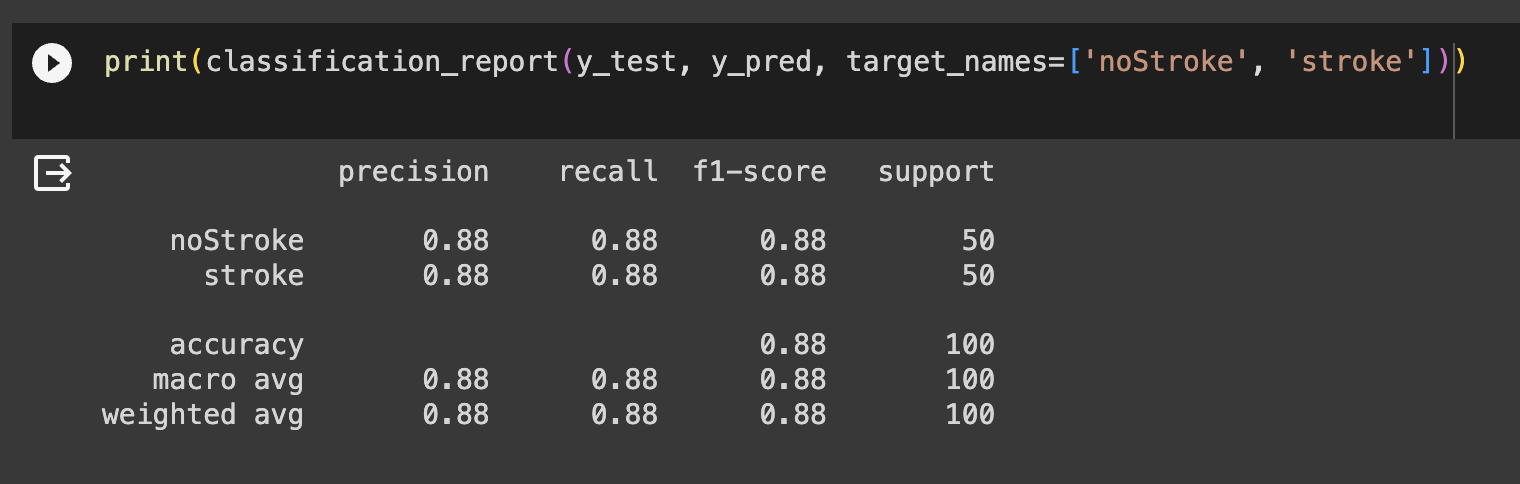 print(classification_report(y_test, y_pred, target_names=['noStroke', 'stroke']))
precision recall f1-score support
noStroke 0.88 0.88 0.88 50
stroke 0.88 0.88 0.88 50
accuracy 0.88 100
macro avg 0.88 0.88 0.88 100
weighted avg 0.88 0.88 0.88 100